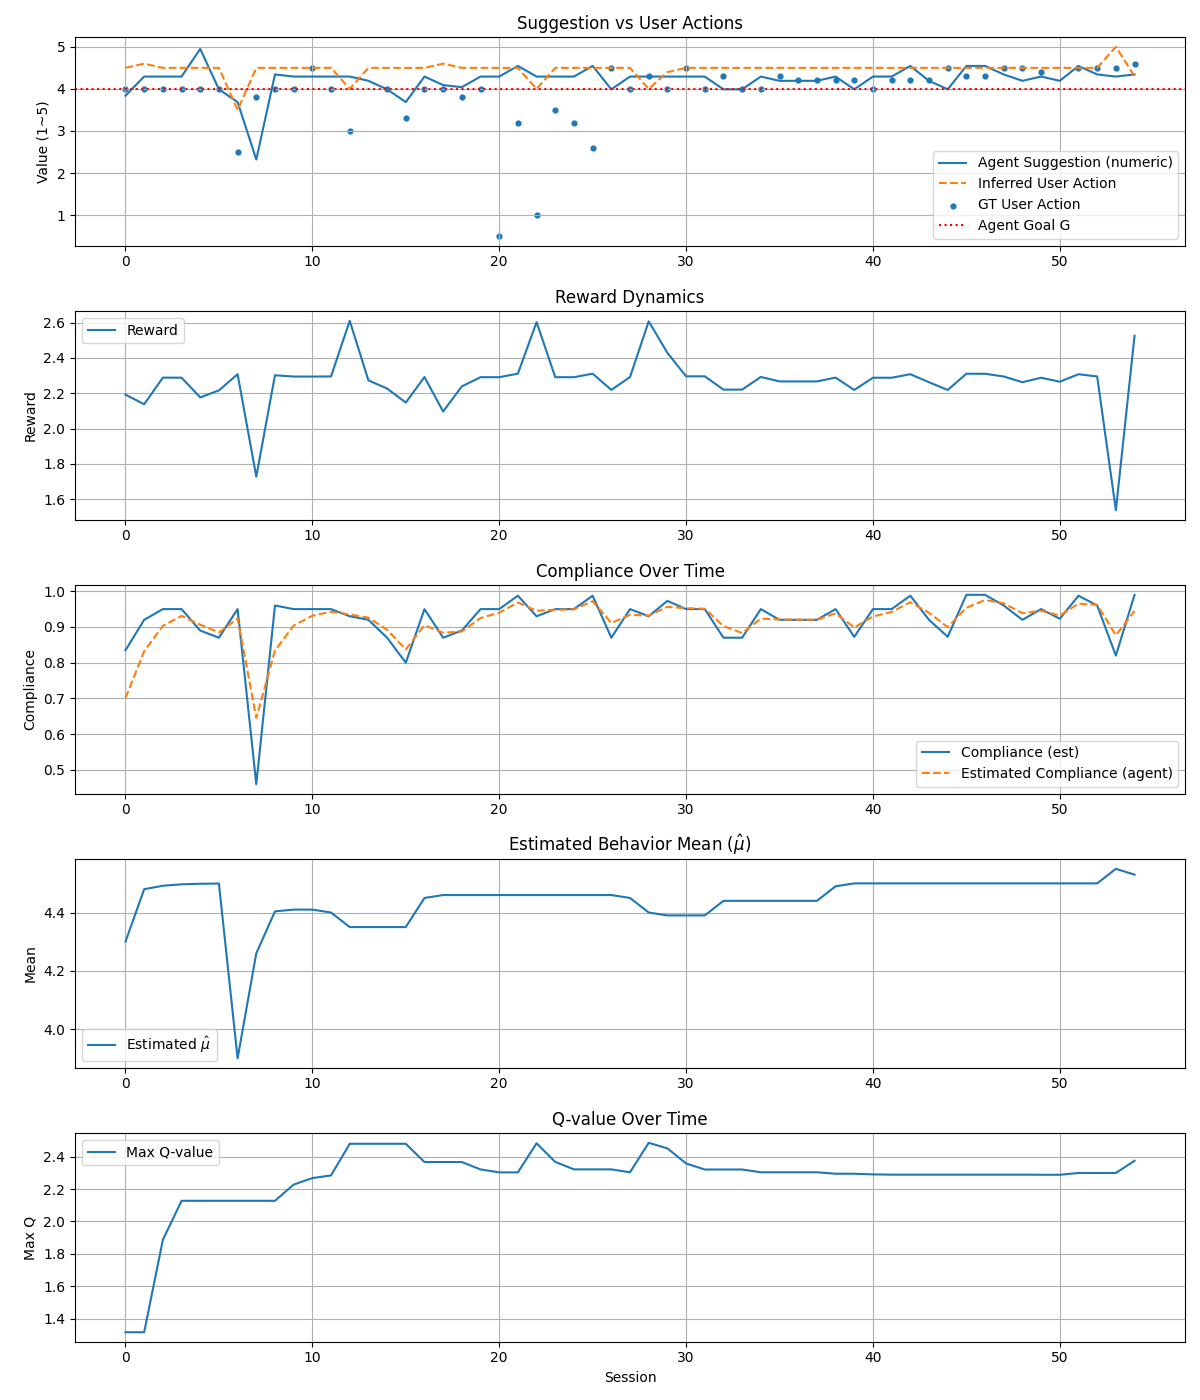 Suggestion vs User Actions
Value (1~5)
5
4
3
2
1
Agent Suggestion (numeric)
Inferred User Action
GT User Action
Agent Goal G
0 10 20 30 40 50
Reward Dynamics
Reward
2.6
2.4
2.2
2.0
1.8
1.6
Reward
0 10 20 30 40 50
Compliance Over Time
Compliance
1.0
0.9
0.8
0.7
0.6
0.5
Compliance (est)
Estimated Compliance (agent)
0 10 20 30 40 50
Estimated Behavior Mean (μ̂)
Mean
4.4
4.2
4.0
Estimated μ̂
0 10 20 30 40 50
Q-value Over Time
Max Q
2.4
2.2
2.0
1.8
1.6
1.4
Max Q-value
0 10 20 30 40 50
Session